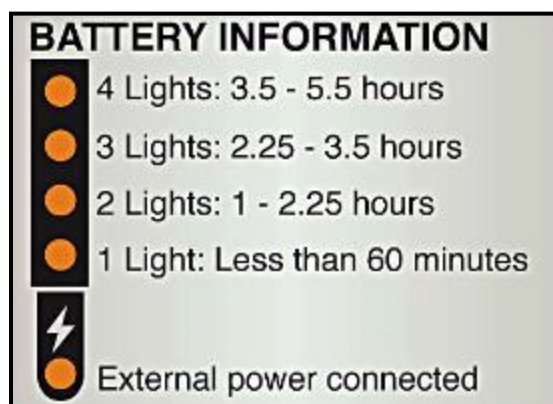 BATTERY INFORMATION
4 Lights: 3.5 - 5.5 hours
3 Lights: 2.25 - 3.5 hours
2 Lights: 1 - 2.25 hours
1 Light: Less than 60 minutes
External power connected